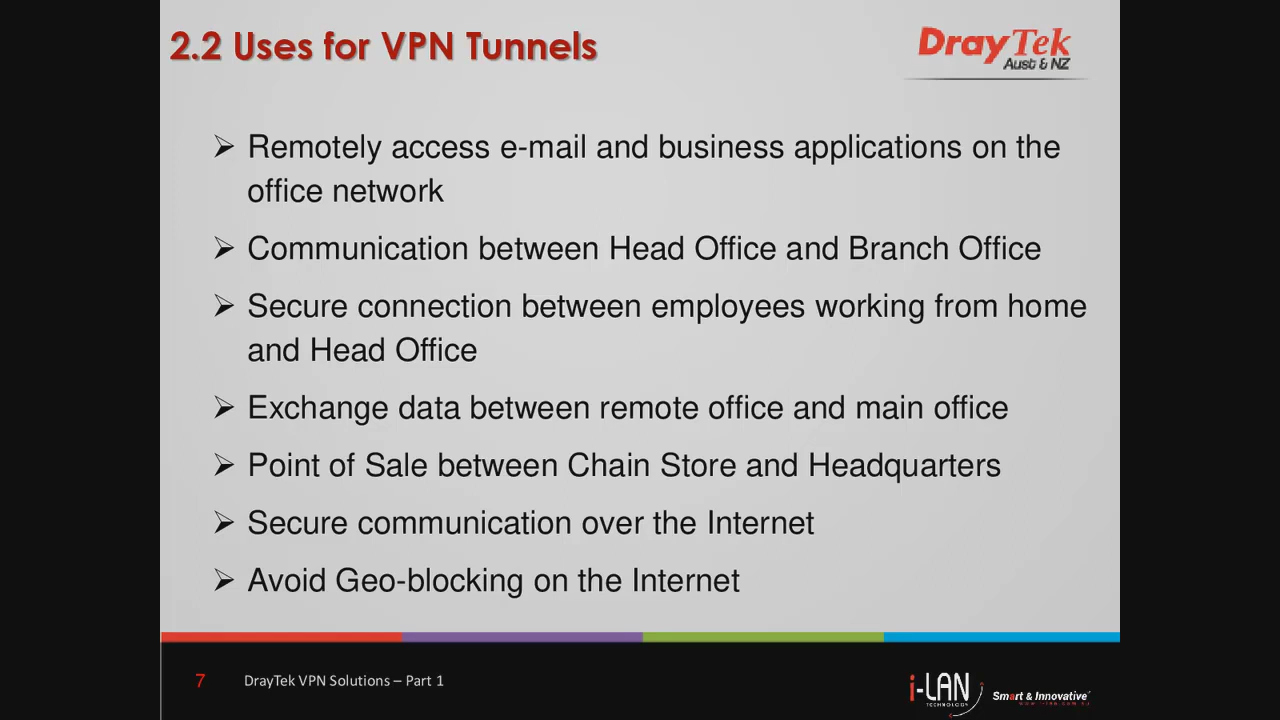 2.2 Uses for VPN Tunnels
DrayTek
Aust & NZ
➢ Remotely access e-mail and business applications on the
office network
➢ Communication between Head Office and Branch Office
➢ Secure connection between employees working from home
and Head Office
➢ Exchange data between remote office and main office
➢ Point of Sale between Chain Store and Headquarters
➢ Secure communication over the Internet
➢ Avoid Geo-blocking on the Internet
7
DrayTek VPN Solutions – Part 1
i-LAN
TECHNOLOGY
Smart & Innovative